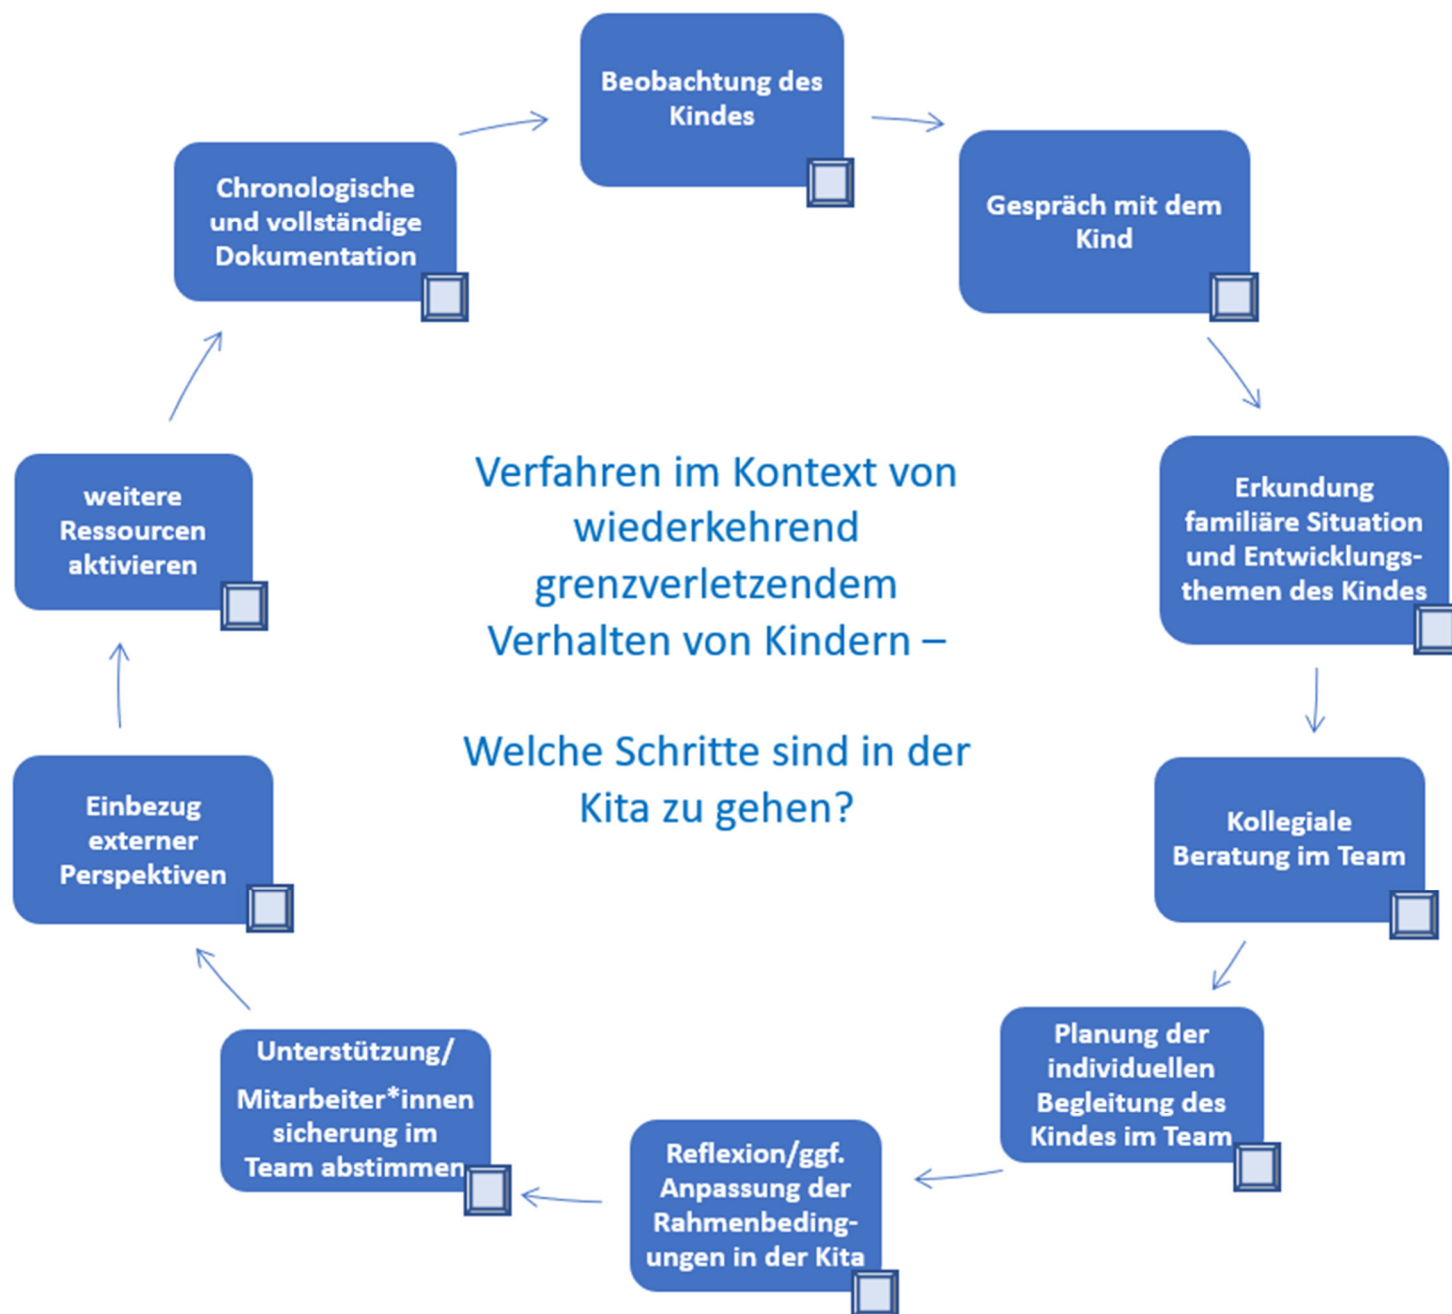 Beobachtung des
Kindes
Gespräch mit dem
Kind
Erkundung
familiäre Situation
und Entwicklungs-
themen des Kindes
Kollegiale
Beratung im Team
Planung der
individuellen
Begleitung des
Kindes im Team
Reflexion/ggf.
Anpassung der
Rahmenbeding-
ungen in der Kita
Unterstützung/
Mitarbeiter*innen
sicherung im
Team abstimmen
Einbezug
externer
Perspektiven
weitere
Ressourcen
aktivieren
Chronologische
und vollständige
Dokumentation
Verfahren im Kontext von
wiederkehrend
grenzverletzendem
Verhalten von Kindern –
Welche Schritte sind in der
Kita zu gehen?